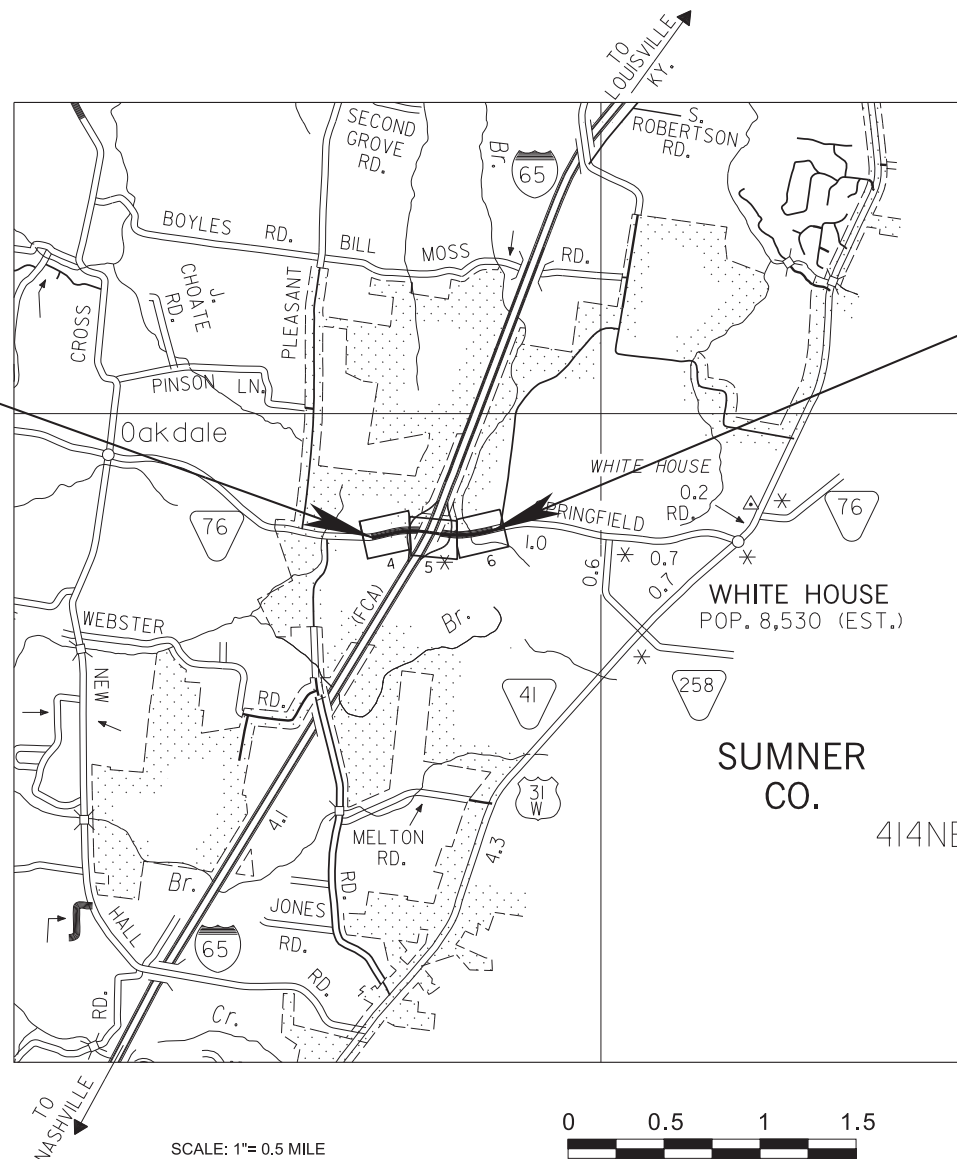 TO
LOUISVILLE
KY.
SECOND
GROVE
RD.
Br.
65
S.
ROBERTSON
RD.
BOYLES RD.
BILL MOSS RD.
J.
CHOATE
RD.
CROSS
PLEASANT
PINSON LN.
Oakdale
WHITE HOUSE
0.2
RD.
76
PRINGFIELD
76
4
5
6
1.0
0.7
0.6
0.7
(FCA)
WHITE HOUSE
POP. 8,530 (EST.)
Br.
WEBSTER
RD.
NEW
41
258
SUMNER
CO.
31
W
414NE
4.1
MELTON
RD.
4.3
Br.
RD.
JONES
RD.
HALL
65
RD.
RD.
Cr.
TO
NASHVILLE
SCALE: 1"= 0.5 MILE
0 0.5 1 1.5